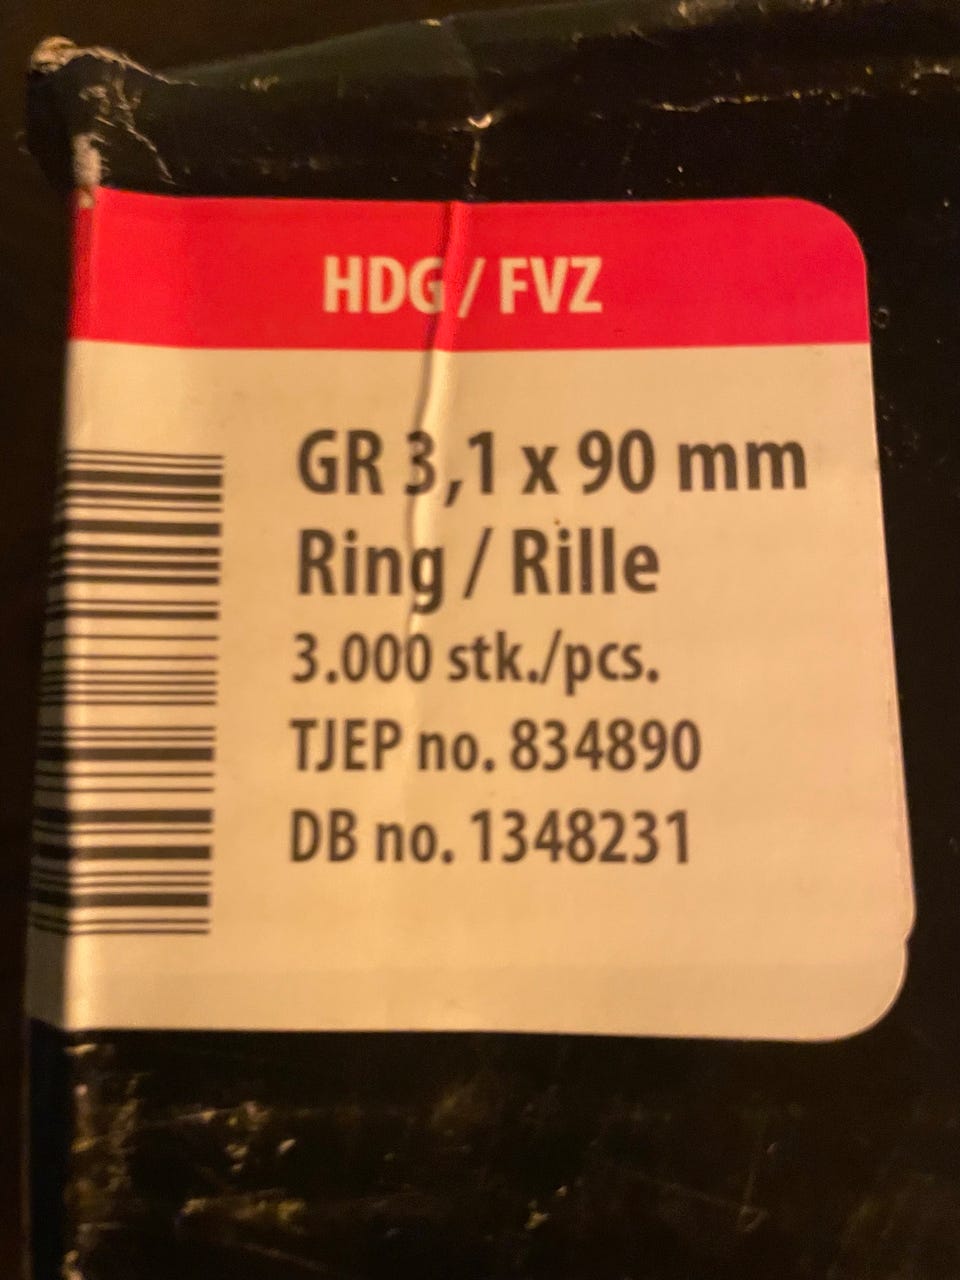 HDG / FVZ
GR 3,1 x 90 mm
Ring / Rille
3.000 stk./pcs.
TJEP no. 834890
DB no. 1348231